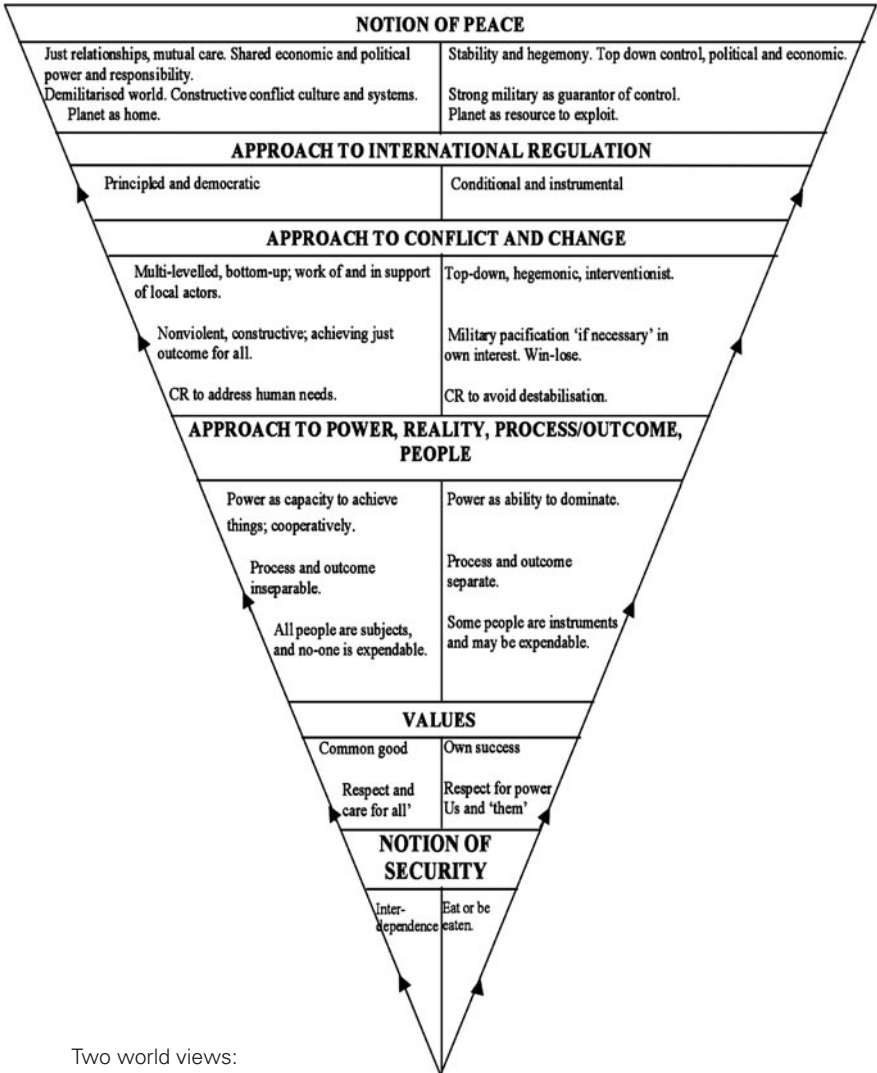 NOTION OF PEACE
Just relationships, mutual care. Shared economic and political
power and responsibility.
Demilitarised world. Constructive conflict culture and systems.
Planet as home.
Stability and hegemony. Top down control, political and economic.
Strong military as guarantor of control.
Planet as resource to exploit.
APPROACH TO INTERNATIONAL REGULATION
Principled and democratic
Conditional and instrumental
APPROACH TO CONFLICT AND CHANGE
Multi-levelled, bottom-up; work of and in support
of local actors.
Nonviolent, constructive; achieving just
outcome for all.
CR to address human needs.
Top-down, hegemonic, interventionist.
Military pacification ‘if necessary’ in
own interest. Win-lose.
CR to avoid destabilisation.
APPROACH TO POWER, REALITY, PROCESS/OUTCOME,
PEOPLE
Power as capacity to achieve
things; cooperatively.
Process and outcome
inseparable.
All people are subjects,
and no-one is expendable.
Power as ability to dominate.
Process and outcome
separate.
Some people are instruments
and may be expendable.
VALUES
Common good
Respect and
care for all’
Own success
Respect for power
Us and ‘them’
NOTION OF
SECURITY
Inter-
dependence
Eat or be
eaten.
Two world views: